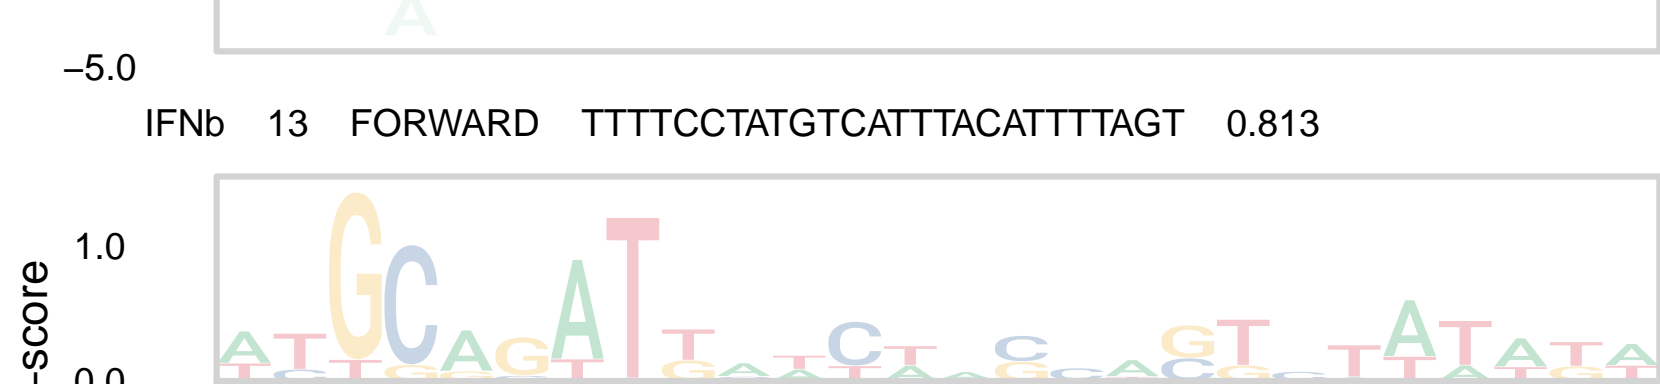 A
−5.0
IFNb 13 FORWARD TTTTCCTATGTCATTTACATTTTAGT 0.813
1.0
-score
0.0
A T G C A G A T T A T C T A C A G T T A T A T A